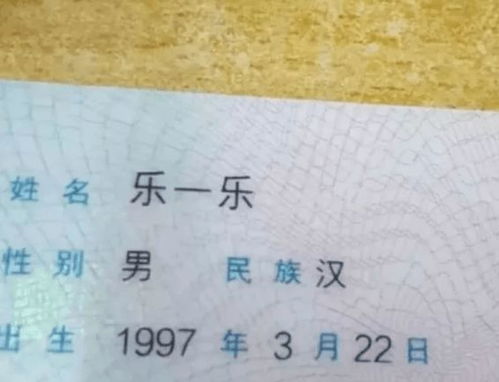 姓名 乐一乐
性别 男 民族 汉
出生 1997 年 3 月 22 日